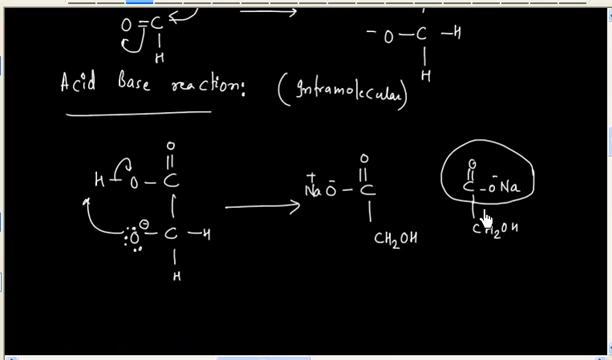 O=C
H
- O - C - H
H
Acid Base reaction: (Intramolecular)
O
H - O - C
⊖
:O - C - H
H
O
+ -
Na O - C
CH2OH
O
-
C - O Na
CH2OH